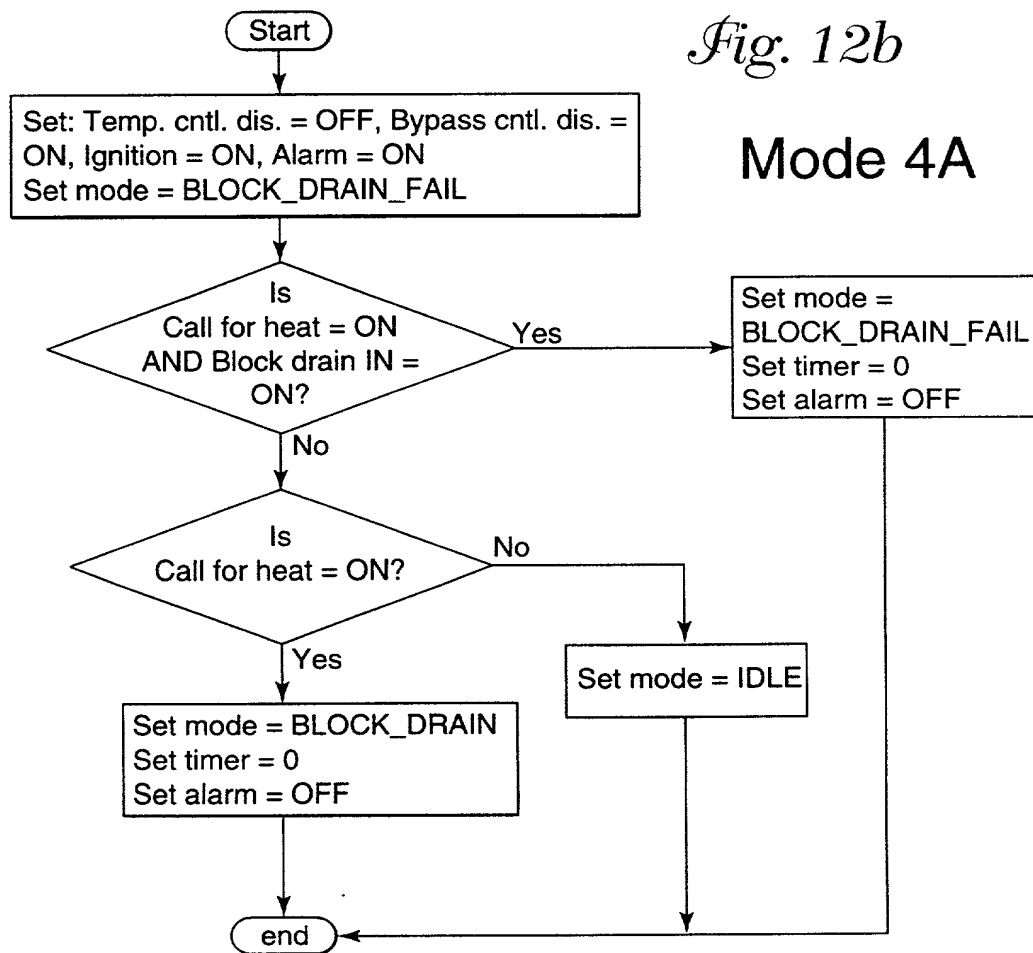 Start
Fig. 12b
Mode 4A
Set: Temp. cntl. dis. = OFF, Bypass cntl. dis. =
ON, Ignition = ON, Alarm = ON
Set mode = BLOCK_DRAIN_FAIL
Is
Call for heat = ON
AND Block drain IN =
ON?
Yes
Set mode =
BLOCK_DRAIN_FAIL
Set timer = 0
Set alarm = OFF
No
Is
Call for heat = ON?
No
Yes
Set mode = IDLE
Set mode = BLOCK_DRAIN
Set timer = 0
Set alarm = OFF
end